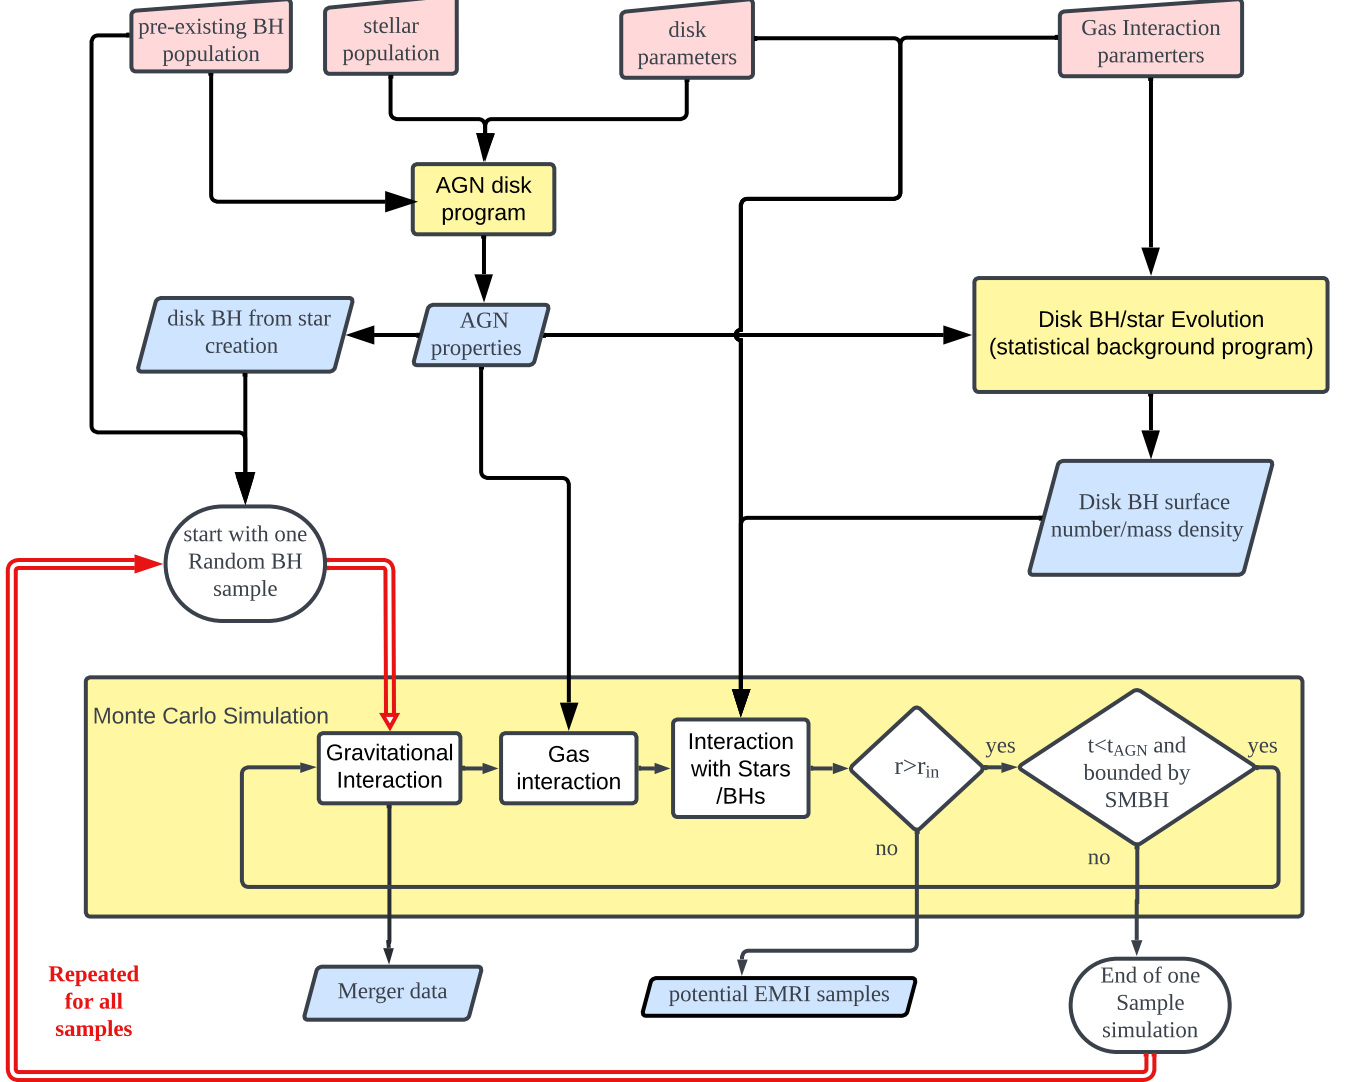 pre-existing BH
population
stellar
population
disk
parameters
Gas Interaction
paramerters
AGN disk
program
disk BH from star
creation
AGN
properties
Disk BH/star Evolution
(statistical background program)
Disk BH surface
number/mass density
start with one
Random BH
sample
Monte Carlo Simulation
Gravitational
Interaction
Gas
interaction
Interaction
with Stars
/BHs
r>r_in
yes
no
t<t_AGN and
bounded by
SMBH
yes
no
Repeated
for all
samples
Merger data
potential EMRI samples
End of one
Sample
simulation